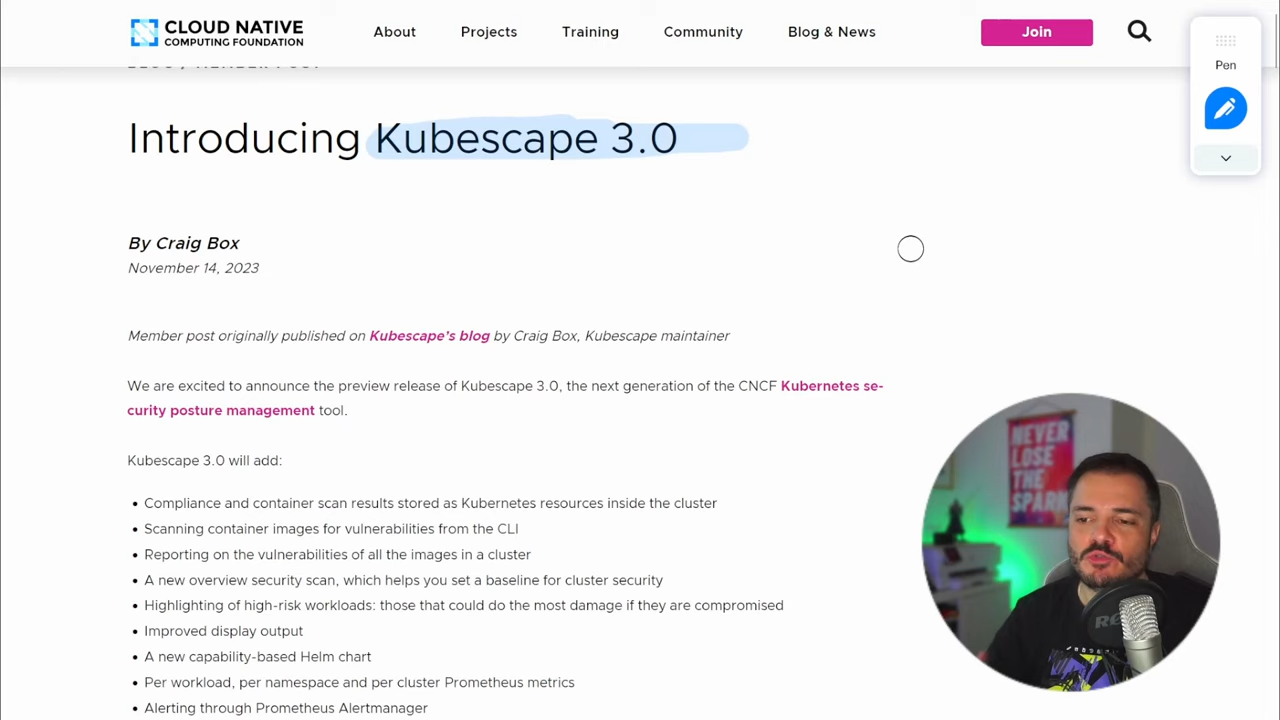 CLOUD NATIVE
COMPUTING FOUNDATION
About
Projects
Training
Community
Blog & News
Join
Pen
Introducing Kubescape 3.0
By Craig Box
November 14, 2023
Member post originally published on Kubescape's blog by Craig Box, Kubescape maintainer
We are excited to announce the preview release of Kubescape 3.0, the next generation of the CNCF Kubernetes se-
curity posture management tool.
Kubescape 3.0 will add:
• Compliance and container scan results stored as Kubernetes resources inside the cluster
• Scanning container images for vulnerabilities from the CLI
• Reporting on the vulnerabilities of all the images in a cluster
• A new overview security scan, which helps you set a baseline for cluster security
• Highlighting of high-risk workloads: those that could do the most damage if they are compromised
• Improved display output
• A new capability-based Helm chart
• Per workload, per namespace and per cluster Prometheus metrics
• Alerting through Prometheus Alertmanager
NEVER
LOSE
THE
SPARK